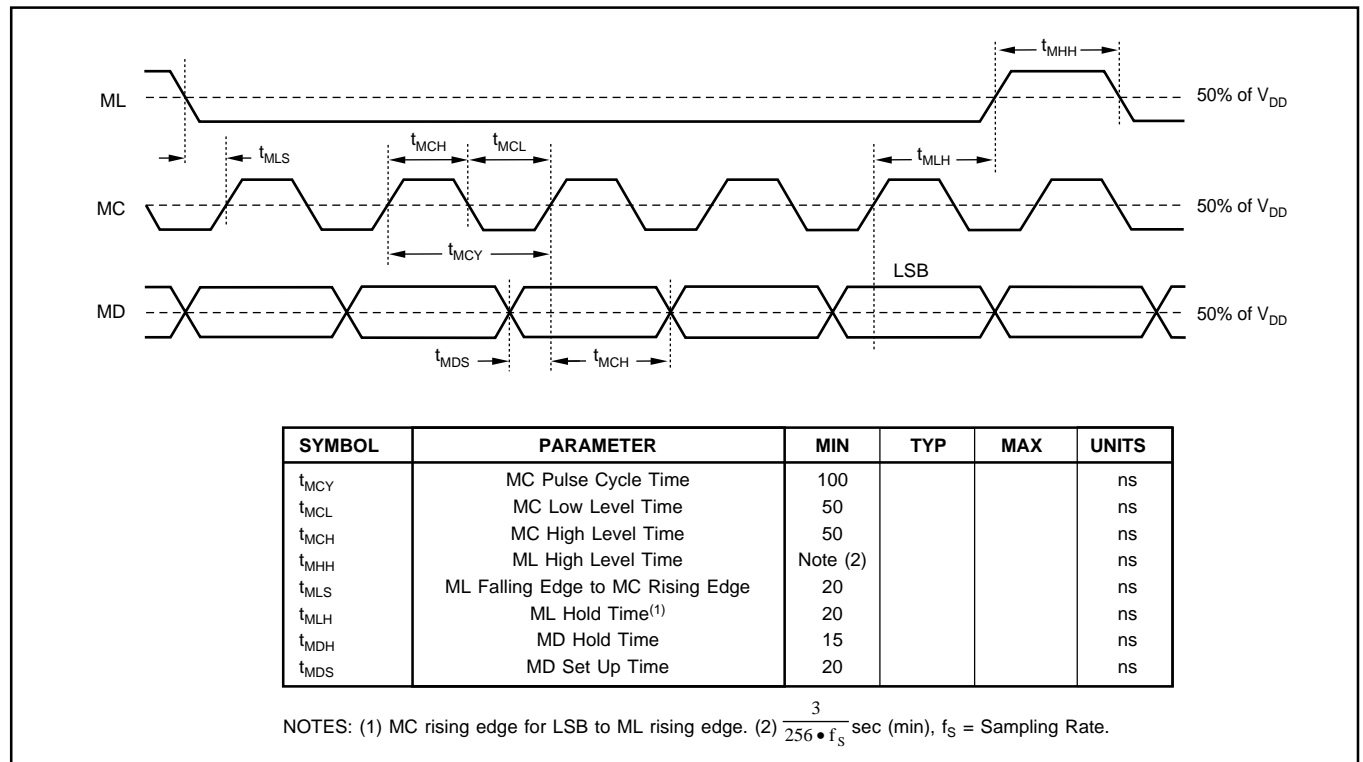 tMHH
ML
50% of VDD
tMLS
tMCH
tMCL
tMLH
MC
50% of VDD
tMCY
LSB
MD
50% of VDD
tMDS
tMCH
SYMBOL PARAMETER MIN TYP MAX UNITS
tMCY MC Pulse Cycle Time 100 ns
tMCL MC Low Level Time 50 ns
tMCH MC High Level Time 50 ns
tMHH ML High Level Time Note (2) ns
tMLS ML Falling Edge to MC Rising Edge 20 ns
tMLH ML Hold Time(1) 20 ns
tMDH MD Hold Time 15 ns
tMDS MD Set Up Time 20 ns
NOTES: (1) MC rising edge for LSB to ML rising edge. (2) 3/256 • fS sec (min), fS = Sampling Rate.